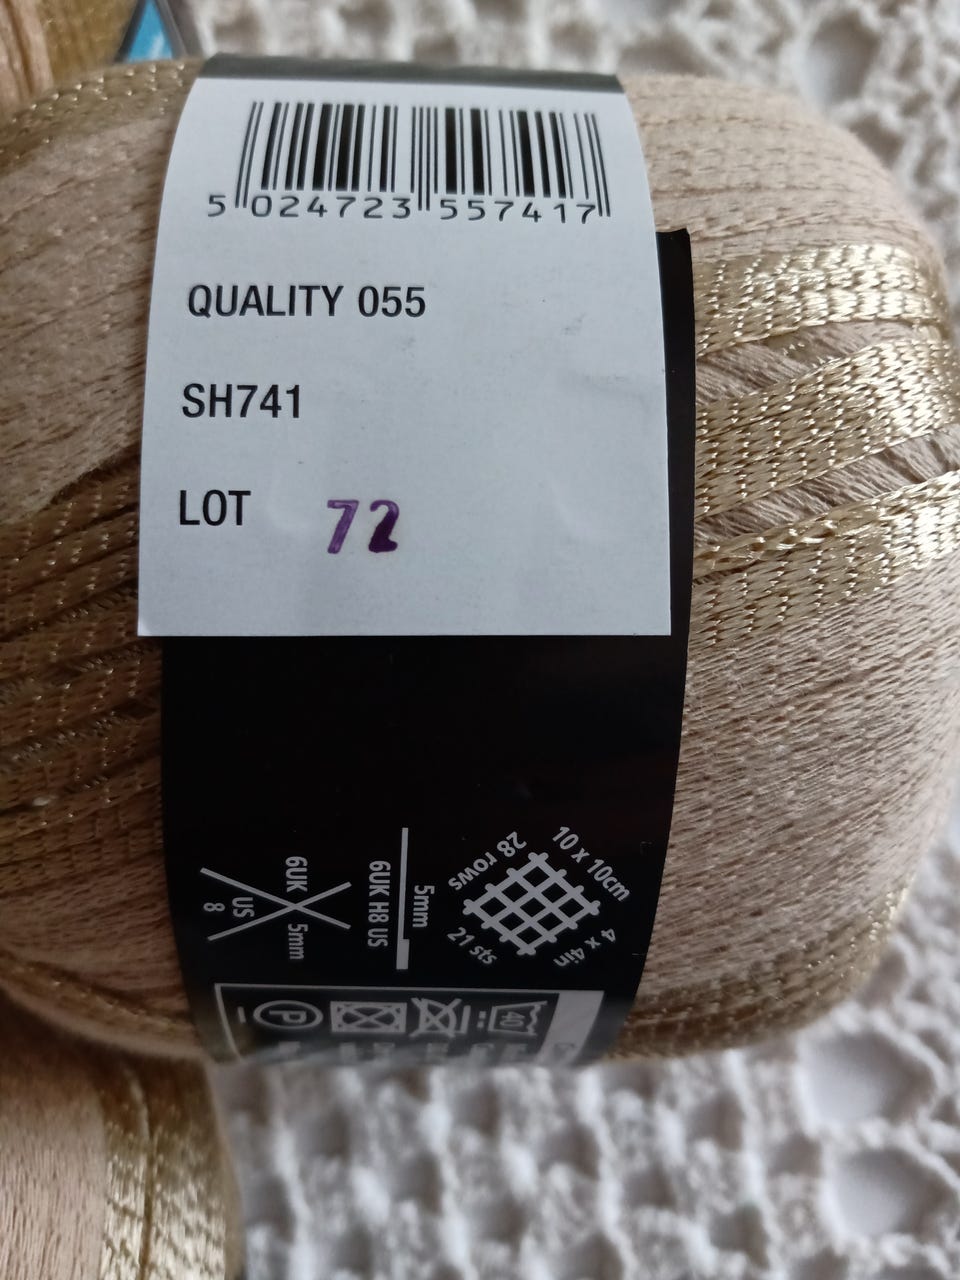 5 024723 557417
QUALITY 055
SH741
LOT 72
10 x 10cm
28 rows
21 sts
4 x 4in
5mm
6UK H8 US
6UK
5mm
US
8
40
P